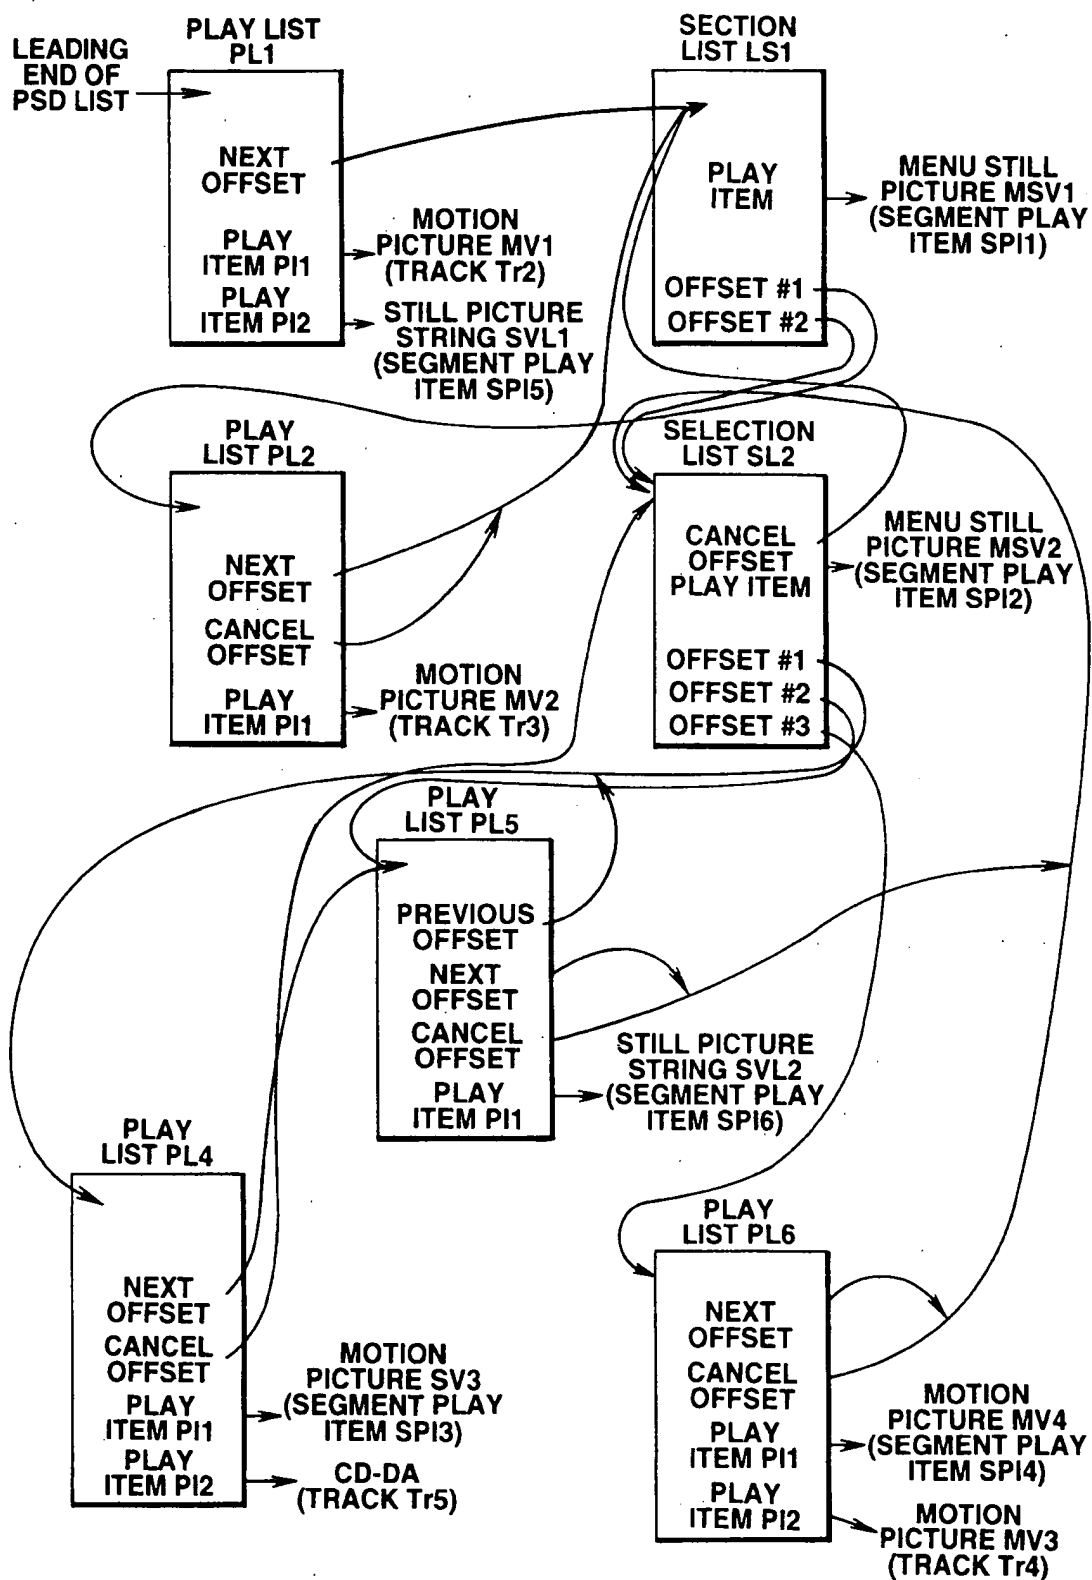 LEADING
END OF
PSD LIST
PLAY LIST
PL1
NEXT
OFFSET
PLAY
ITEM PI1
PLAY
ITEM PI2
MOTION
PICTURE MV1
(TRACK Tr2)
STILL PICTURE
STRING SVL1
(SEGMENT PLAY
ITEM SPI5)
SECTION
LIST LS1
PLAY
ITEM
OFFSET #1
OFFSET #2
MENU STILL
PICTURE MSV1
(SEGMENT PLAY
ITEM SPI1)
PLAY
LIST PL2
NEXT
OFFSET
CANCEL
OFFSET
PLAY
ITEM PI1
MOTION
PICTURE MV2
(TRACK Tr3)
SELECTION
LIST SL2
CANCEL
OFFSET
PLAY ITEM
OFFSET #1
OFFSET #2
OFFSET #3
MENU STILL
PICTURE MSV2
(SEGMENT PLAY
ITEM SPI2)
PLAY
LIST PL5
PREVIOUS
OFFSET
NEXT
OFFSET
CANCEL
OFFSET
PLAY
ITEM PI1
STILL PICTURE
STRING SVL2
(SEGMENT PLAY
ITEM SPI6)
PLAY
LIST PL4
NEXT
OFFSET
CANCEL
OFFSET
PLAY
ITEM PI1
PLAY
ITEM PI2
MOTION
PICTURE SV3
(SEGMENT PLAY
ITEM SPI3)
CD-DA
(TRACK Tr5)
PLAY
LIST PL6
NEXT
OFFSET
CANCEL
OFFSET
PLAY
ITEM PI1
PLAY
ITEM PI2
MOTION
PICTURE MV4
(SEGMENT PLAY
ITEM SPI4)
MOTION
PICTURE MV3
(TRACK Tr4)